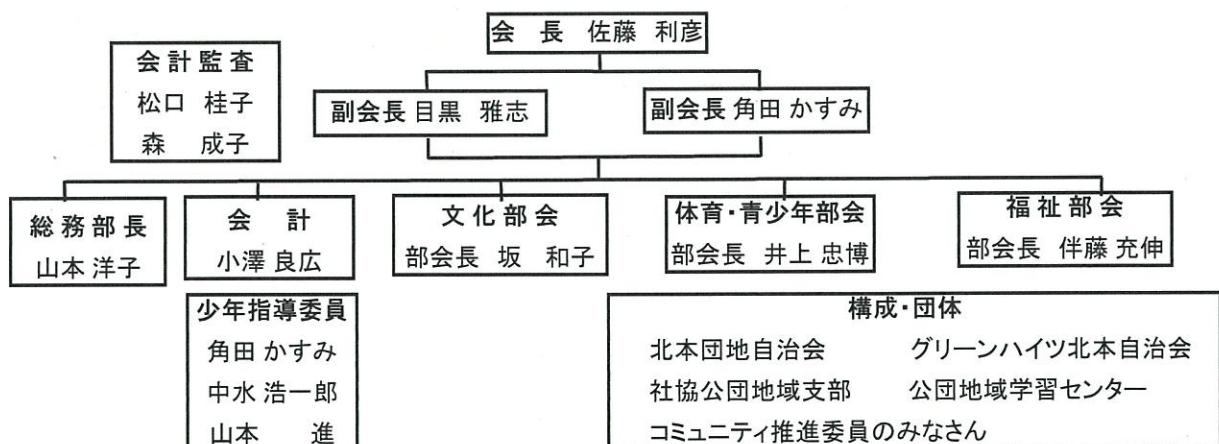 会 長 佐藤 利彦
会 計 監 査
松口 桂子
森 成子
副会長 目黒 雅志
副会長 角田 かすみ
総 務 部 長
山本 洋子
会 計
小澤 良広
文 化 部 会
部会長 坂 和子
体育・青少年部会
部会長 井上 忠博
福 祉 部 会
部会長 伴藤 充伸
少年指導委員
角田 かすみ
中水 浩一郎
山本 進
構成・団体
北本団地自治会 グリーンハイツ北本自治会
社協公団地域支部 公団地域学習センター
コミュニティ推進委員のみなさん